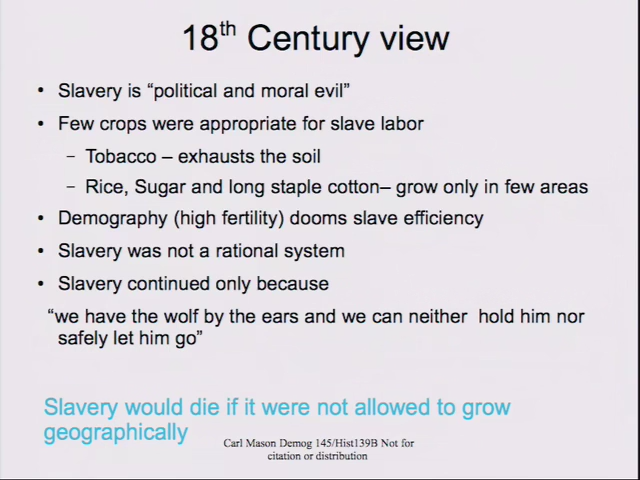 18th Century view
• Slavery is “political and moral evil”
• Few crops were appropriate for slave labor
– Tobacco – exhausts the soil
– Rice, Sugar and long staple cotton– grow only in few areas
• Demography (high fertility) dooms slave efficiency
• Slavery was not a rational system
• Slavery continued only because
“we have the wolf by the ears and we can neither hold him nor
safely let him go”
Slavery would die if it were not allowed to grow
geographically
Carl Mason Demog 145/Hist139B Not for
citation or distribution